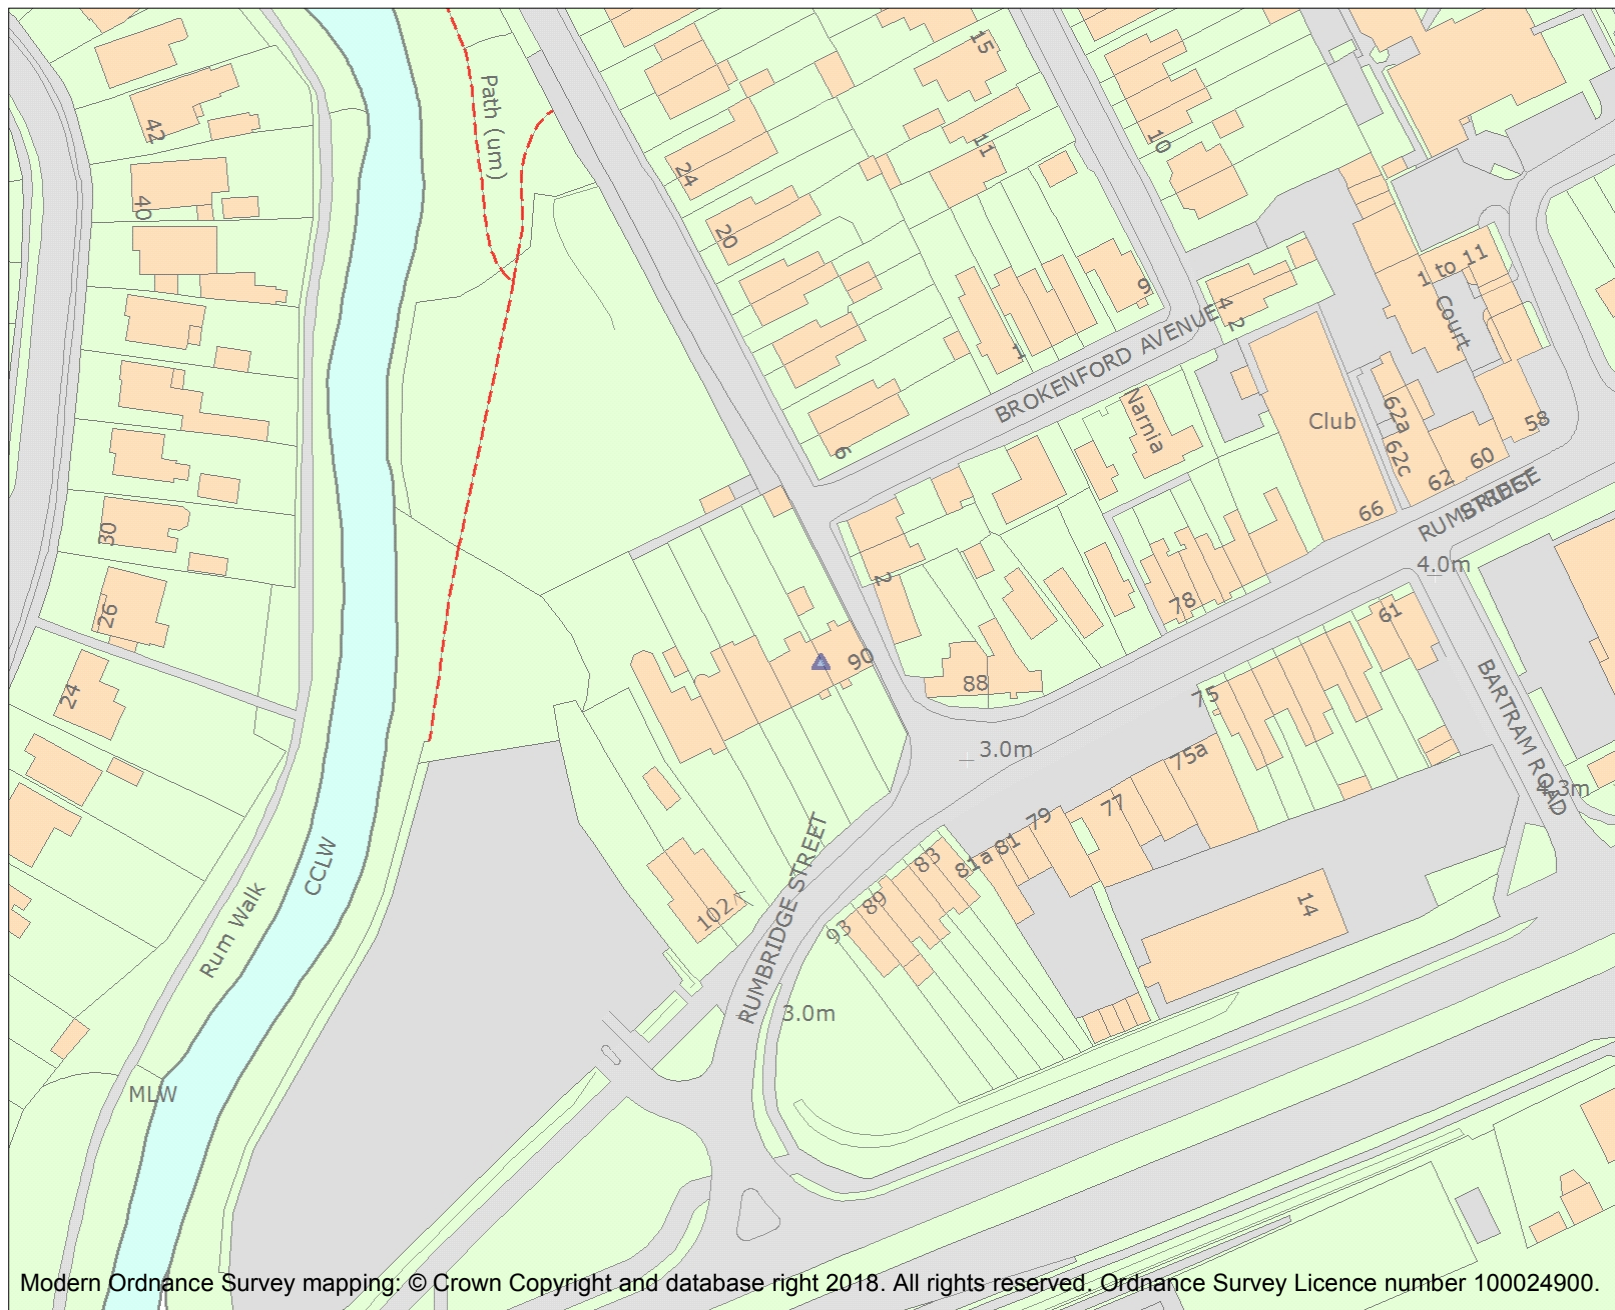 15
Path (um)
42
10
11
24
40
20
1 to 11
Court
9
4
2
1
BROKENFORD AVENUE
Narnia
Club
62a
58
6
62c
60
62
30
66
RUMBRIDGE
STREET
4.0m
2
26
78
61
90
88
24
75
BARTRAM ROAD
3.0m
75a
4.3m
77
79
81
RUMBRIDGE STREET
CCLW
83
81a
89
14
102
93
Rum Walk
3.0m
MLW
Modern Ordnance Survey mapping: © Crown Copyright and database right 2018. All rights reserved. Ordnance Survey Licence number 100024900.